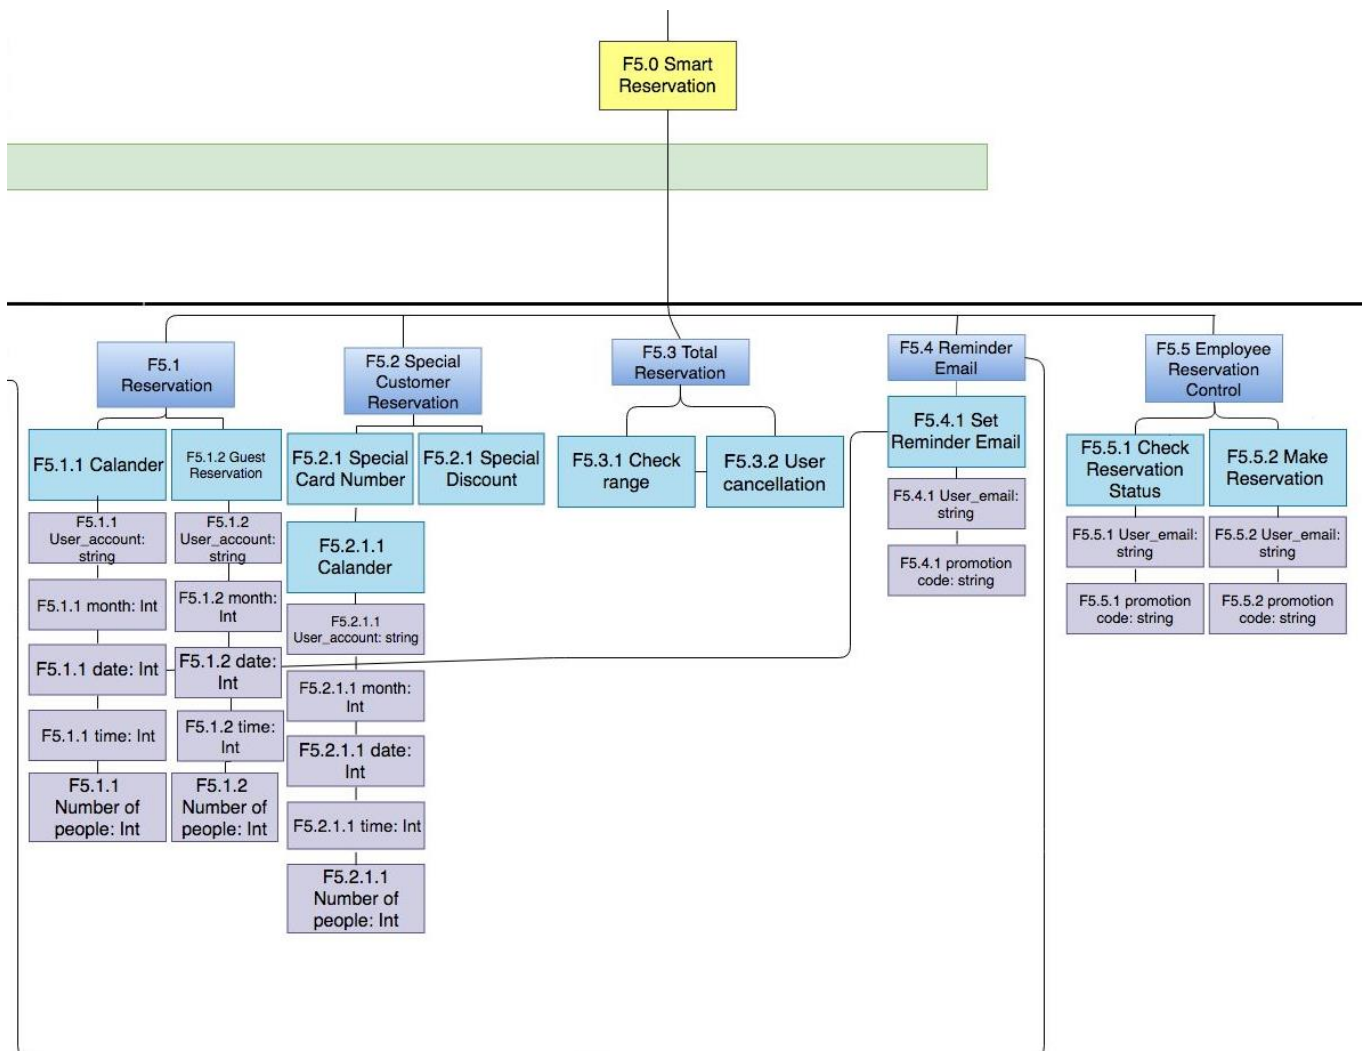 F5.0 Smart
Reservation
F5.1
Reservation
F5.2 Special
Customer
Reservation
F5.3 Total
Reservation
F5.4 Reminder
Email
F5.5 Employee
Reservation
Control
F5.1.1 Calander
F5.1.2 Guest
Reservation
F5.2.1 Special
Card Number
F5.2.1 Special
Discount
F5.3.1 Check
range
F5.3.2 User
cancellation
F5.4.1 Set
Reminder Email
F5.5.1 Check
Reservation
Status
F5.5.2 Make
Reservation
F5.1.1
User_account:
string
F5.1.1 month: Int
F5.1.1 date: Int
F5.1.1 time: Int
F5.1.1
Number of
people: Int
F5.1.2
User_account:
string
F5.1.2 month:
Int
F5.1.2 date:
Int
F5.1.2 time:
Int
F5.1.2
Number of
people: Int
F5.2.1.1
Calander
F5.2.1.1
User_account: string
F5.2.1.1 month:
Int
F5.2.1.1 date:
Int
F5.2.1.1 time: Int
F5.2.1.1
Number of
people: Int
F5.4.1 User_email:
string
F5.4.1 promotion
code: string
F5.5.1 User_email:
string
F5.5.1 promotion
code: string
F5.5.2 User_email:
string
F5.5.2 promotion
code: string